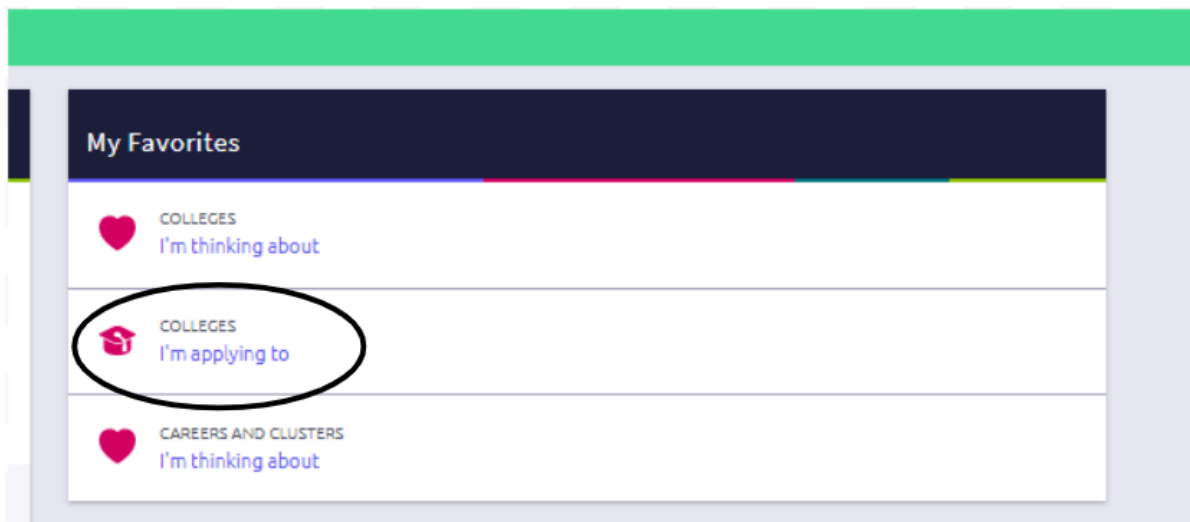 My Favorites
COLLEGES
I'm thinking about
COLLEGES
I'm applying to
CAREERS AND CLUSTERS
I'm thinking about